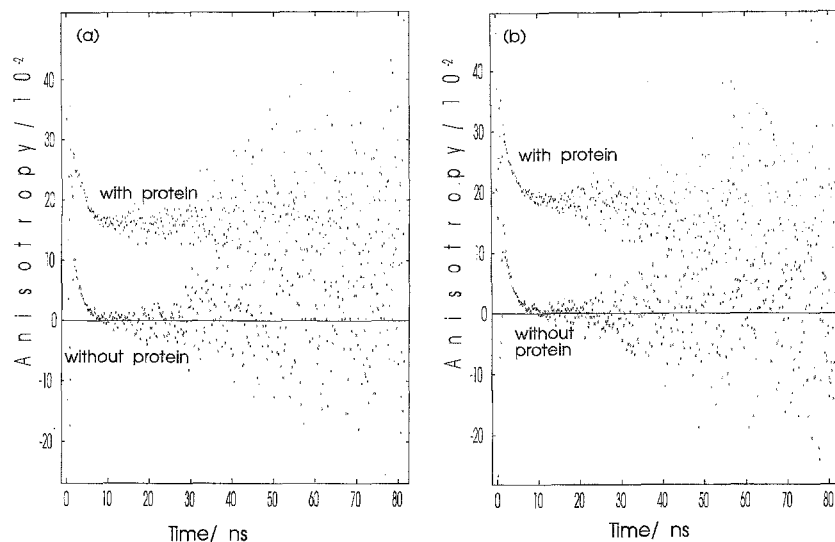 (a)
Anisotropy / 10⁻²
40
30
20
10
0
-10
-20
with protein
without protein
0 10 20 30 40 50 60 70 80
Time/ ns
(b)
Anisotropy / 10⁻²
40
30
20
10
0
-10
-20
with protein
without
protein
0 10 20 30 40 50 60 70 80
Time/ ns